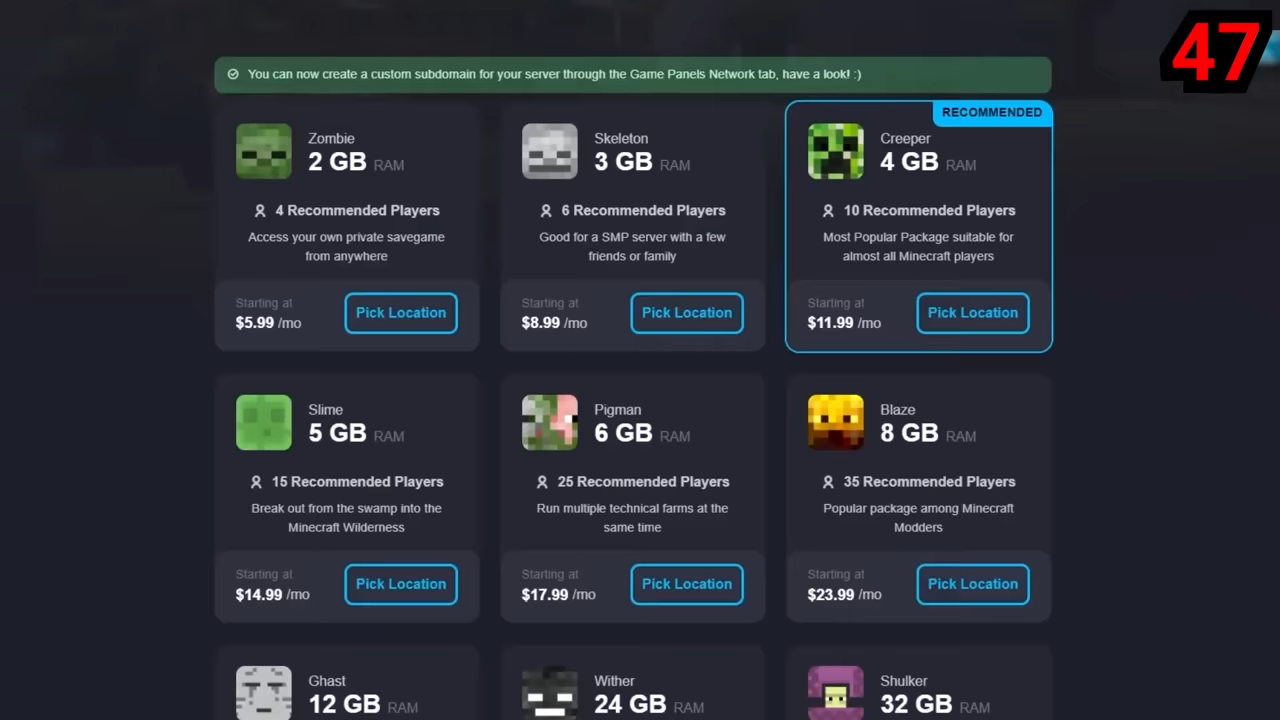 47
You can now create a custom subdomain for your server through the Game Panels Network tab, have a look! :)
Zombie
2 GB RAM
4 Recommended Players
Access your own private savegame
from anywhere
Starting at
$5.99 /mo
Pick Location
Skeleton
3 GB RAM
6 Recommended Players
Good for a SMP server with a few
friends or family
Starting at
$8.99 /mo
Pick Location
RECOMMENDED
Creeper
4 GB RAM
10 Recommended Players
Most Popular Package suitable for
almost all Minecraft players
Starting at
$11.99 /mo
Pick Location
Slime
5 GB RAM
15 Recommended Players
Break out from the swamp into the
Minecraft Wilderness
Starting at
$14.99 /mo
Pick Location
Pigman
6 GB RAM
25 Recommended Players
Run multiple technical farms at the
same time
Starting at
$17.99 /mo
Pick Location
Blaze
8 GB RAM
35 Recommended Players
Popular package among Minecraft
Modders
Starting at
$23.99 /mo
Pick Location
Ghast
12 GB RAM
Wither
24 GB RAM
Shulker
32 GB RAM